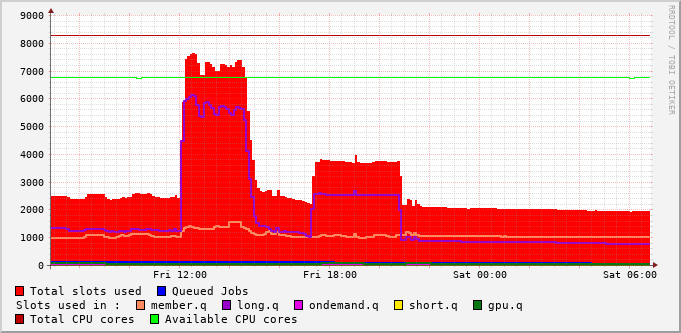 9000
8000
7000
6000
5000
4000
3000
2000
1000
0
Fri 12:00 Fri 18:00 Sat 00:00 Sat 06:00
RRDTOOL / TOBI OETIKER
Total slots used Queued Jobs
Slots used in : member.q long.q ondemand.q short.q gpu.q
Total CPU cores Available CPU cores